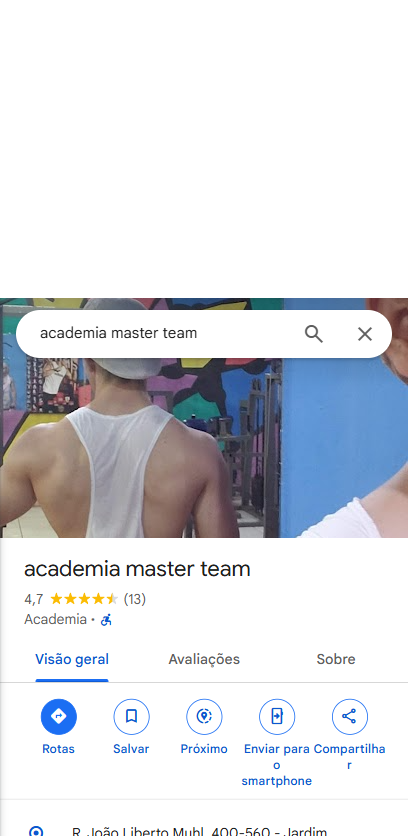 academia master team
academia master team
4,7 (13)
Academia ·
Visão geral Avaliações Sobre
Rotas Salvar Próximo Enviar para o smartphone Compartilhar
R. João Liberto Muhl, 400-560 - Jardim